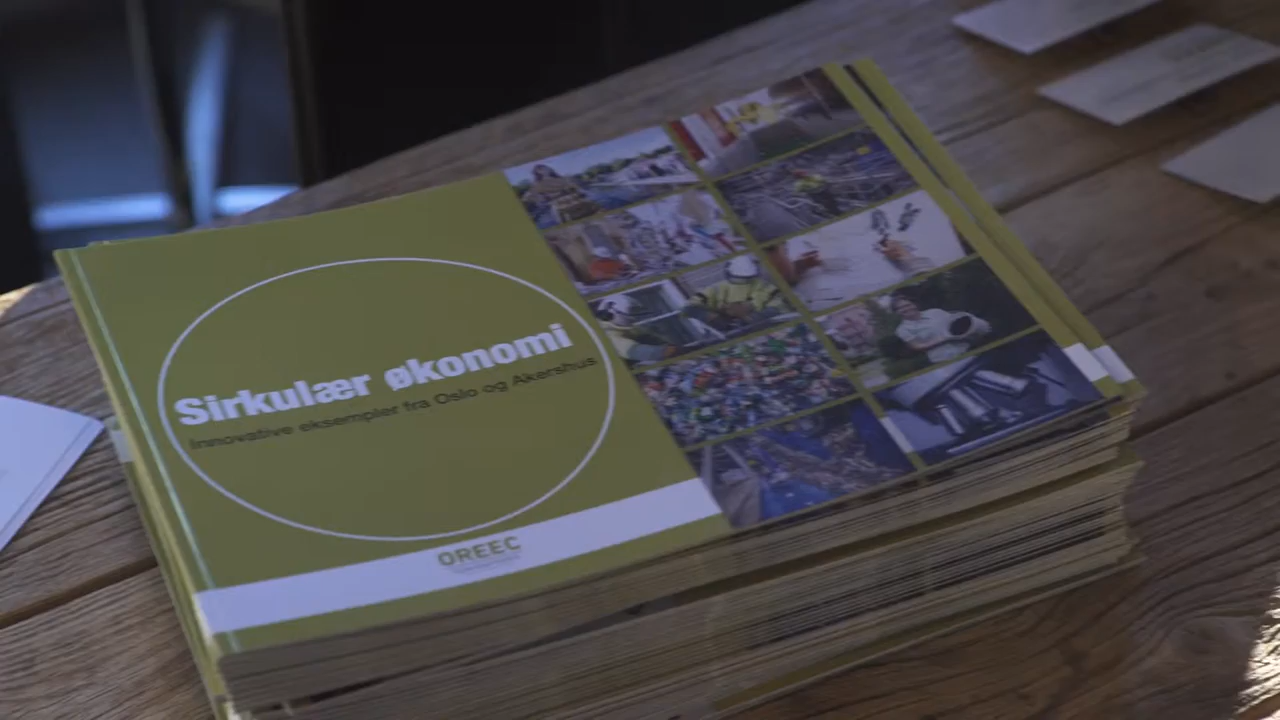 Sirkulær økonomi
Innovative eksempler fra Oslo og Akershus
OREEC